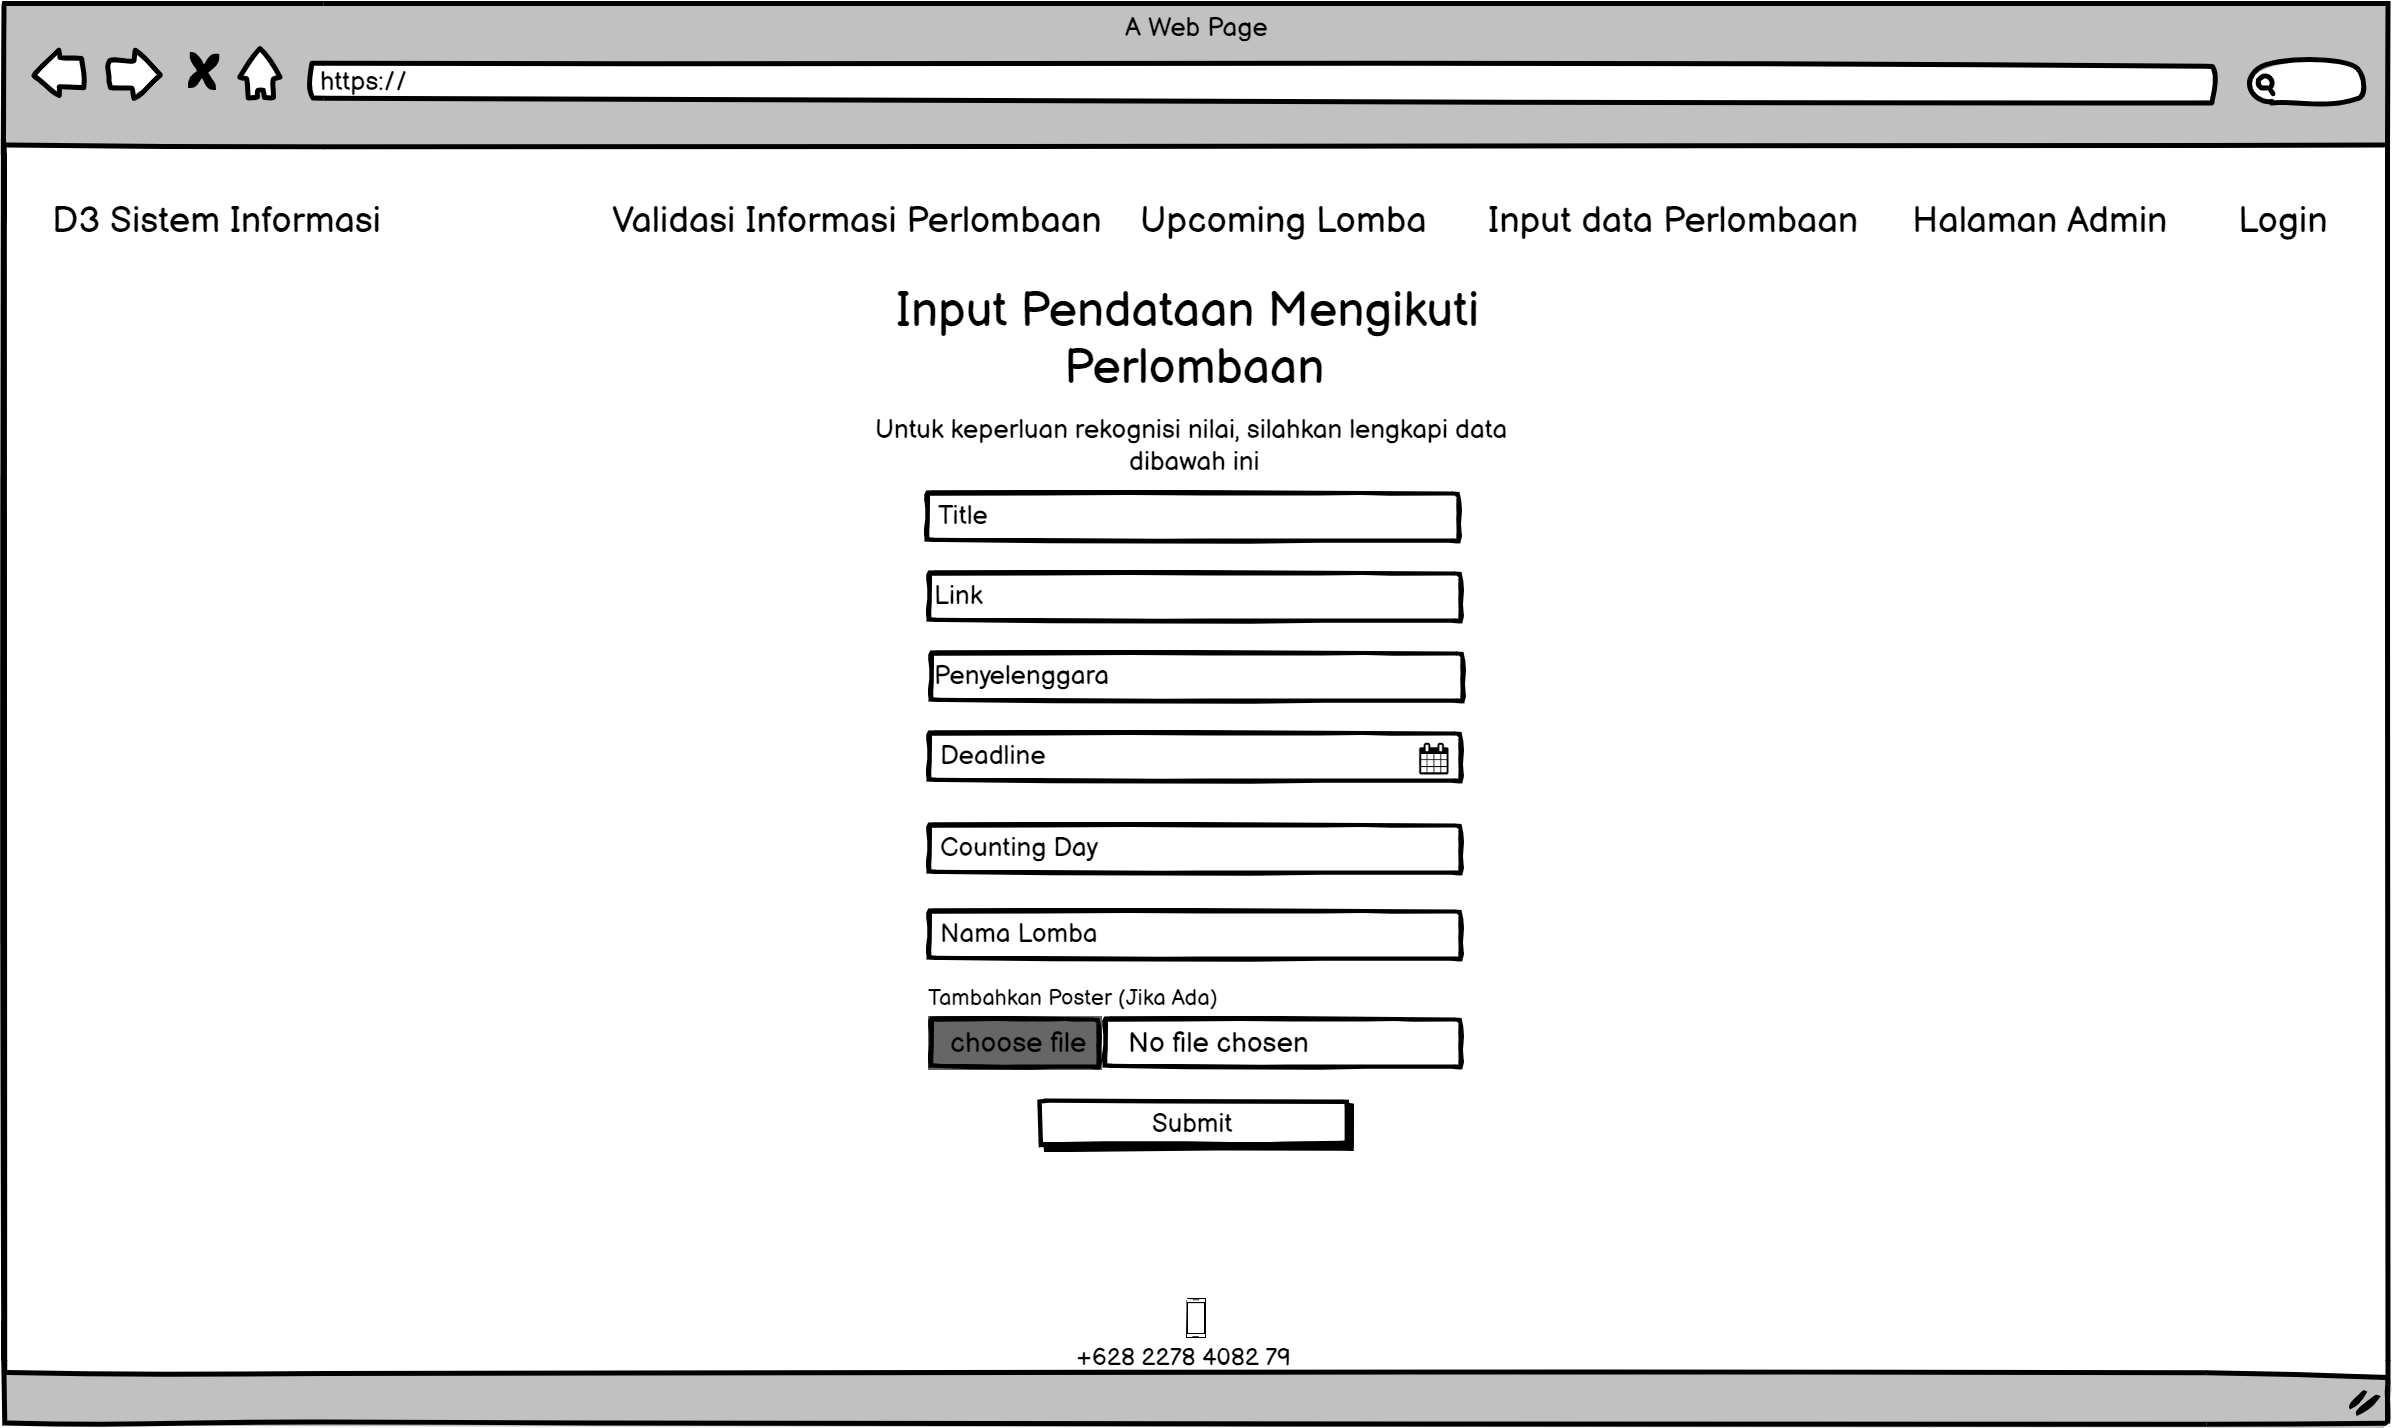 A Web Page
https://
D3 Sistem Informasi
Validasi Informasi Perlombaan
Upcoming Lomba
Input data Perlombaan
Halaman Admin
Login
Input Pendataan Mengikuti
Perlombaan
Untuk keperluan rekognisi nilai, silahkan lengkapi data
dibawah ini
Title
Link
Penyelenggara
Deadline
Counting Day
Nama Lomba
Tambahkan Poster (Jika Ada)
choose file
No file chosen
Submit
+628 2278 4082 79